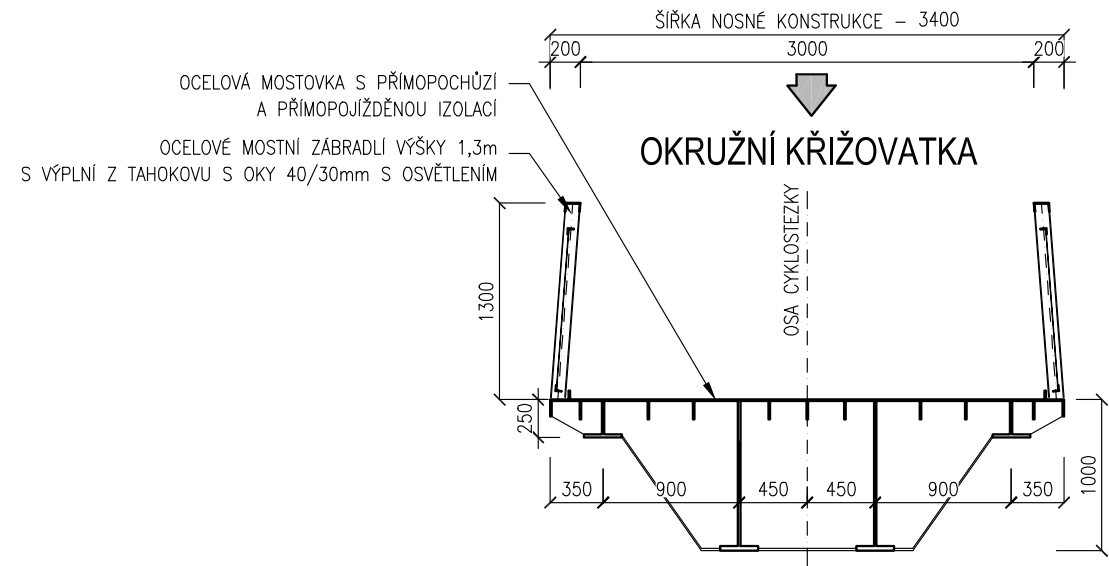 ŠÍŘKA NOSNÉ KONSTRUKCE – 3400
200 3000 200
OCELOVÁ MOSTOVKA S PŘÍMOPOCHŮZÍ
A PŘÍMOPOJÍŽDĚNOU IZOLACÍ
OCELOVÉ MOSTNÍ ZÁBRADLÍ VÝŠKY 1,3m
S VÝPLNÍ Z TAHOKOVU S OKY 40/30mm S OSVĚTLENÍM
OKRUŽNÍ KŘIŽOVATKA
OSA CYKLOSTEZKY
1300
250
350 900 450 450 900 350
1000